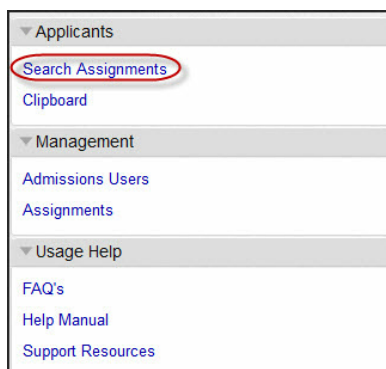 Applicants
Search Assignments
Clipboard
Management
Admissions Users
Assignments
Usage Help
FAQ's
Help Manual
Support Resources